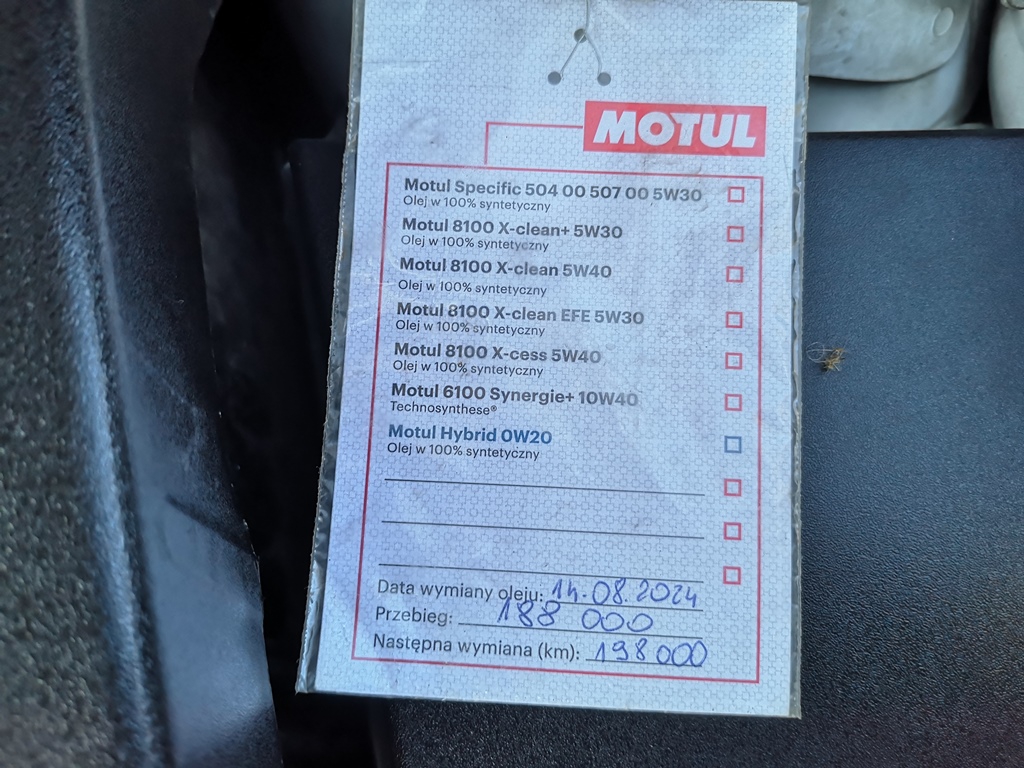 MOTUL
Motul Specific 504 00 507 00 5W30
Olej w 100% syntetyczny
Motul 8100 X-clean+ 5W30
Olej w 100% syntetyczny
Motul 8100 X-clean 5W40
Olej w 100% syntetyczny
Motul 8100 X-clean EFE 5W30
Olej w 100% syntetyczny
Motul 8100 X-cess 5W40
Olej w 100% syntetyczny
Motul 6100 Synergie+ 10W40
Technosynthese®
Motul Hybrid 0W20
Olej w 100% syntetyczny
Data wymiany oleju: 14.08.2024
Przebieg: 188 000
Następna wymiana (km): 198 000